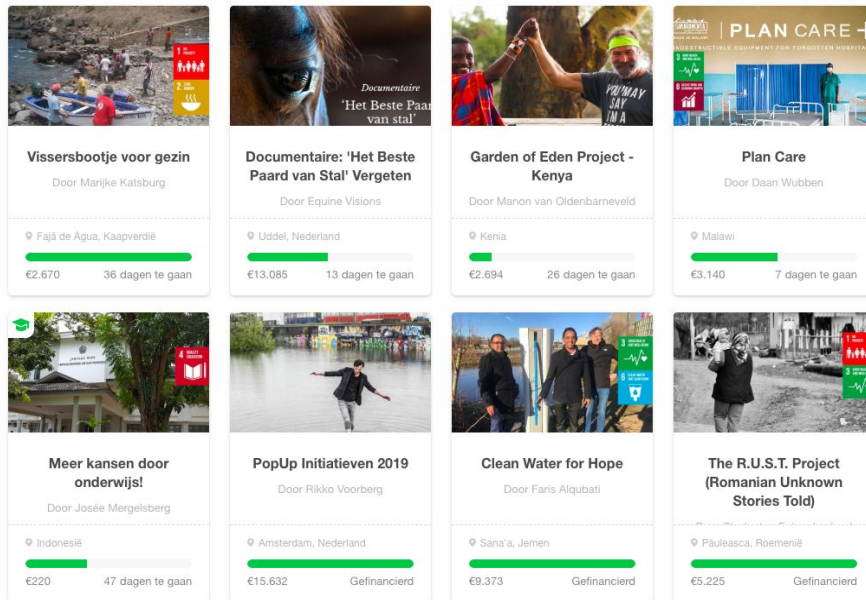 Documentaire
'Het Beste Paar
van stal'
YOU MAY
SAY
I'M A
PLAN CARE +
Vissersbootje voor gezin
Door Marijke Katsburg
Fajã de Água, Kaapverdië
€2.670 36 dagen te gaan
Documentaire: 'Het Beste
Paard van Stal' Vergeten
Door Equine Visions
Uddel, Nederland
€13.085 13 dagen te gaan
Garden of Eden Project -
Kenya
Door Manon van Oldenbarneveld
Kenia
€2.694 26 dagen te gaan
Plan Care
Door Daan Wubben
Malawi
€3.140 7 dagen te gaan
Meer kansen door
onderwijs!
Door Josée Mergelsberg
Indonesië
€220 47 dagen te gaan
PopUp Initiatieven 2019
Door Rikko Voorberg
Amsterdam, Nederland
€15.632 Gefinancierd
Clean Water for Hope
Door Faris Alqubati
Sana'a, Jemen
€9.373 Gefinancierd
The R.U.S.T. Project
(Romanian Unknown
Stories Told)
Păuleasca, Roemenië
€5.225 Gefinancierd